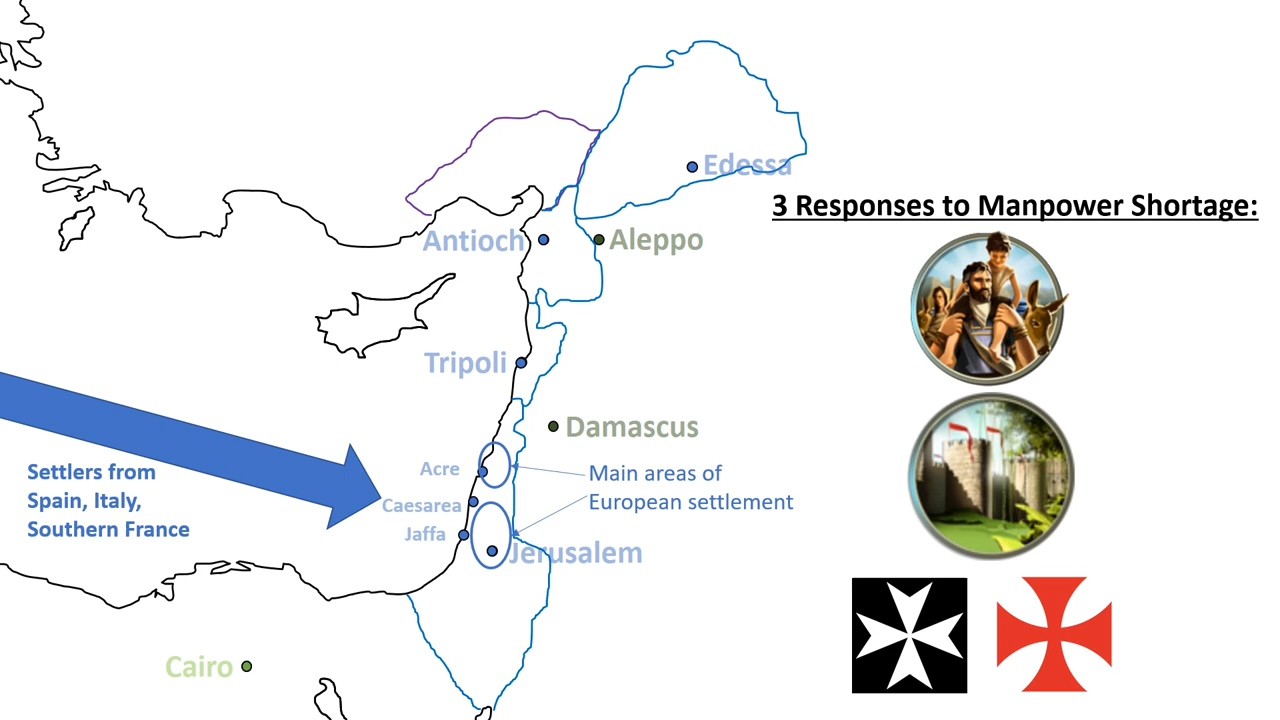 Edessa
3 Responses to Manpower Shortage:
Antioch
Aleppo
Tripoli
Damascus
Acre
Main areas of
European settlement
Settlers from
Spain, Italy,
Southern France
Caesarea
Jaffa
Jerusalem
Cairo